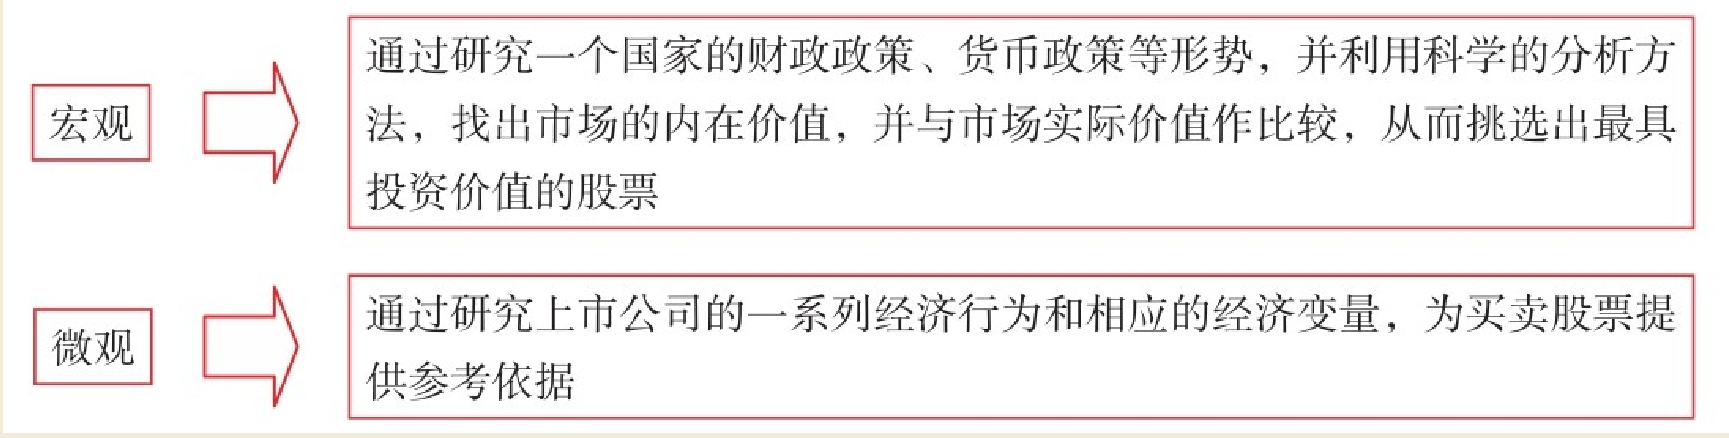 宏观
通过研究一个国家的财政政策、货币政策等形势，并利用科学的分析方
法，找出市场的内在价值，并与市场实际价值作比较，从而挑选出最具
投资价值的股票
微观
通过研究上市公司的一系列经济行为和相应的经济变量，为买卖股票提
供参考依据